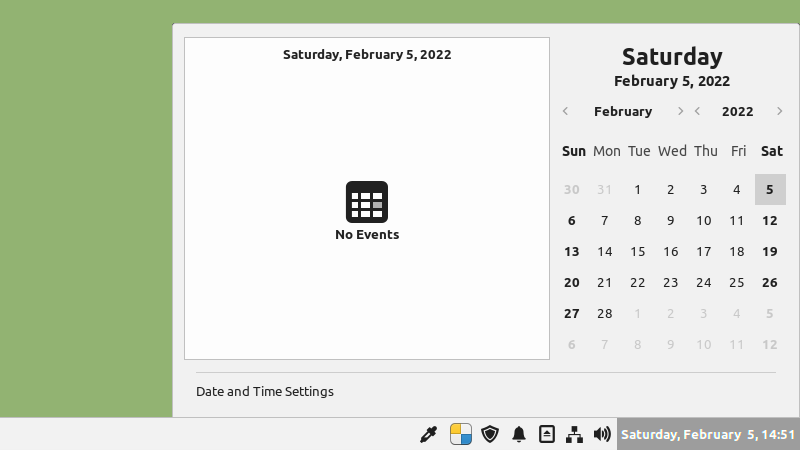 Saturday, February 5, 2022
No Events
Saturday
February 5, 2022
February 2022
Sun Mon Tue Wed Thu Fri Sat
30 31 1 2 3 4 5
6 7 8 9 10 11 12
13 14 15 16 17 18 19
20 21 22 23 24 25 26
27 28 1 2 3 4 5
6 7 8 9 10 11 12
Date and Time Settings
Saturday, February 5, 14:51